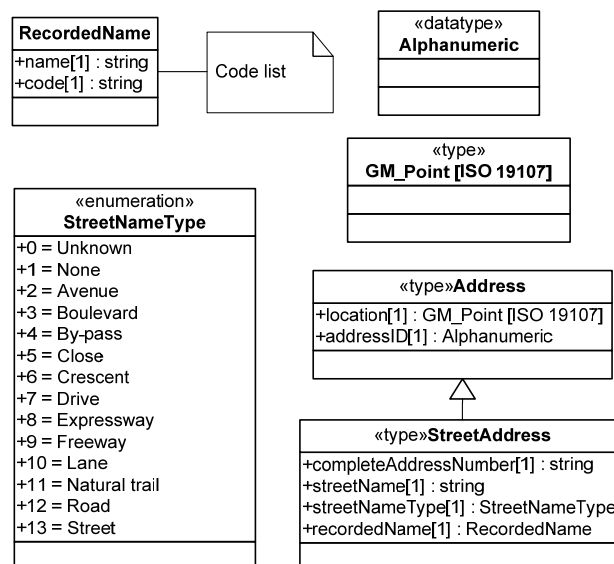 RecordedName
+name[1] : string
+code[1] : string
Code list
«datatype»
Alphanumeric
«type»
GM_Point [ISO 19107]
«enumeration»
StreetNameType
+0 = Unknown
+1 = None
+2 = Avenue
+3 = Boulevard
+4 = By-pass
+5 = Close
+6 = Crescent
+7 = Drive
+8 = Expressway
+9 = Freeway
+10 = Lane
+11 = Natural trail
+12 = Road
+13 = Street
«type»Address
+location[1] : GM_Point [ISO 19107]
+addressID[1] : Alphanumeric
«type»StreetAddress
+completeAddressNumber[1] : string
+streetName[1] : string
+streetNameType[1] : StreetNameType
+recordedName[1] : RecordedName